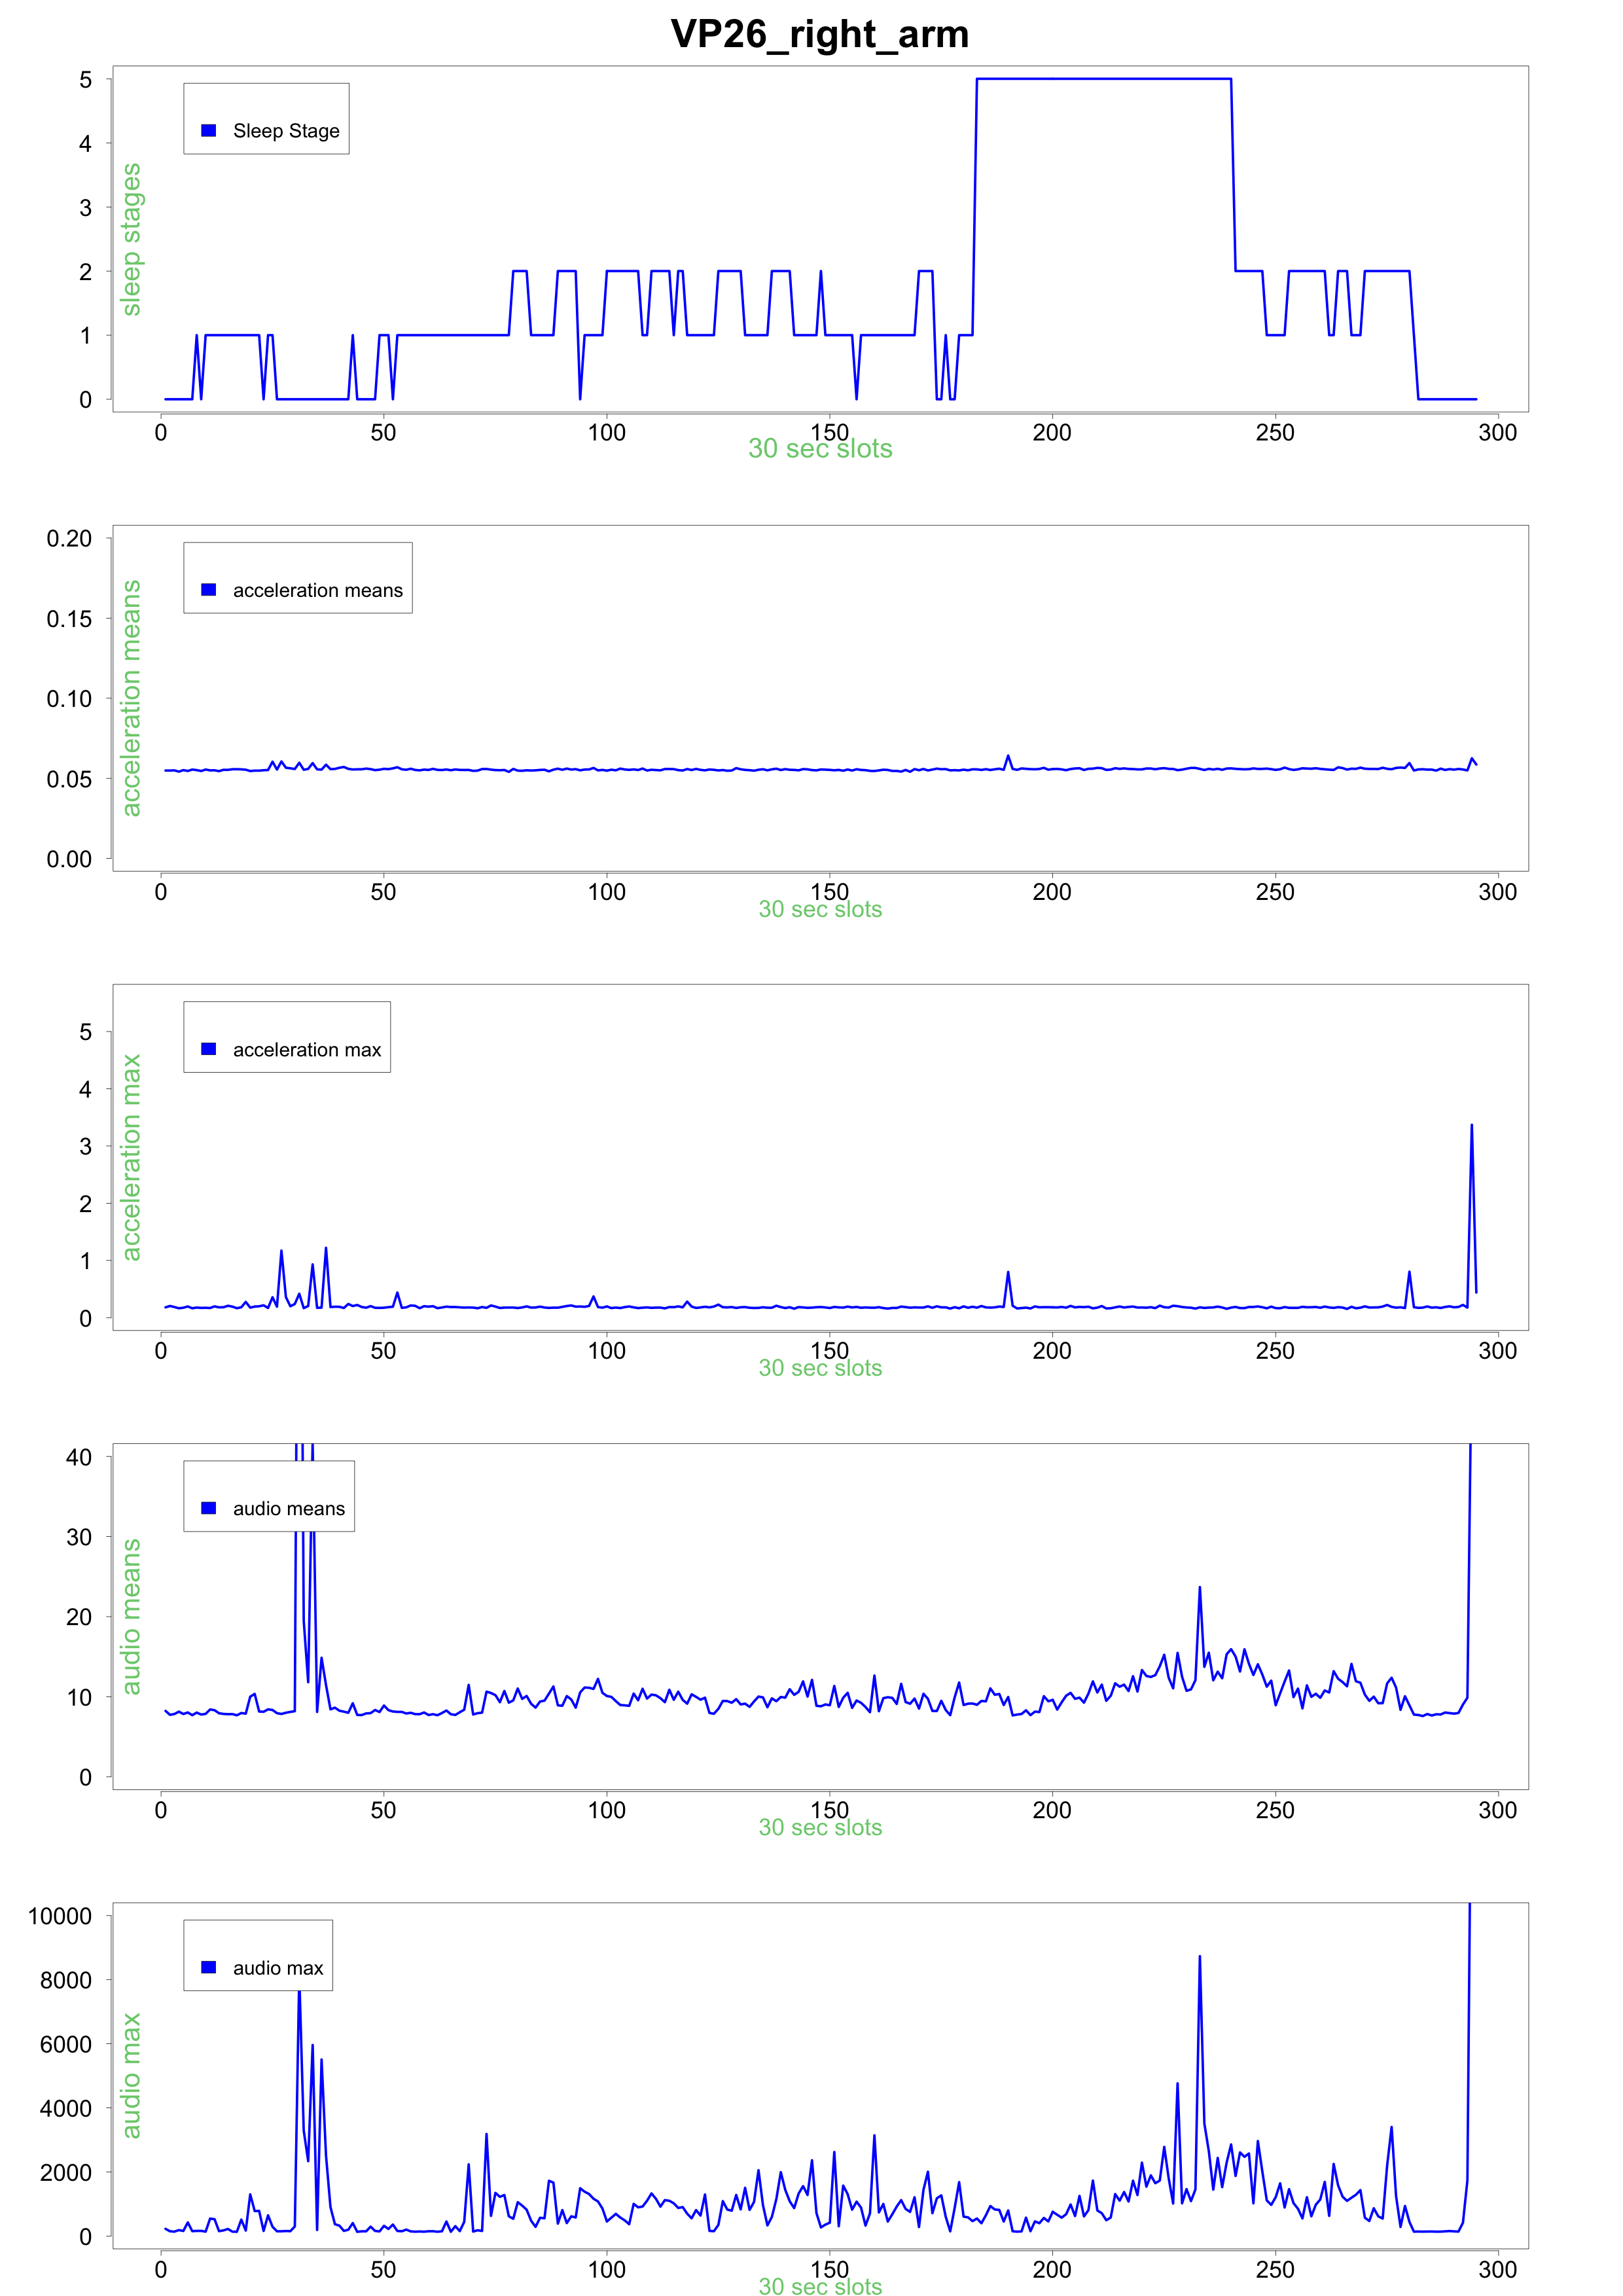 VP26_right_arm
5
4
3
2
1
0
sleep stages
Sleep Stage
0 50 100 150 200 250 300
30 sec slots
0.20
0.15
0.10
0.05
0.00
acceleration means
acceleration means
0 50 100 150 200 250 300
30 sec slots
5
4
3
2
1
0
acceleration max
acceleration max
0 50 100 150 200 250 300
30 sec slots
40
30
20
10
0
audio means
audio means
0 50 100 150 200 250 300
30 sec slots
10000
8000
6000
4000
2000
0
audio max
audio max
0 50 100 150 200 250 300
30 sec slots